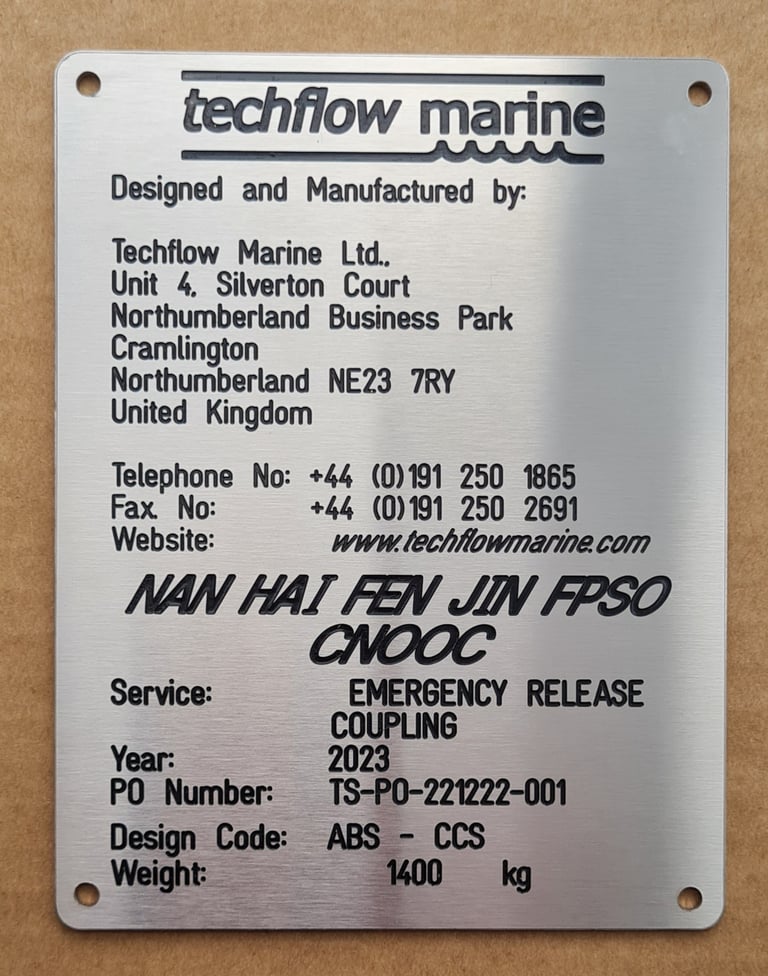 techflow marine
Designed and Manufactured by:
Techflow Marine Ltd.,
Unit 4, Silverton Court
Northumberland Business Park
Cramlington
Northumberland NE23 7RY
United Kingdom
Telephone No: +44 (0)191 250 1865
Fax. No: +44 (0)191 250 2691
Website: www.techflowmarine.com
NAN HAI FEN JIN FPSO
CNOOC
Service: EMERGENCY RELEASE
COUPLING
Year: 2023
PO Number: TS-PO-221222-001
Design Code: ABS - CCS
Weight: 1400 kg